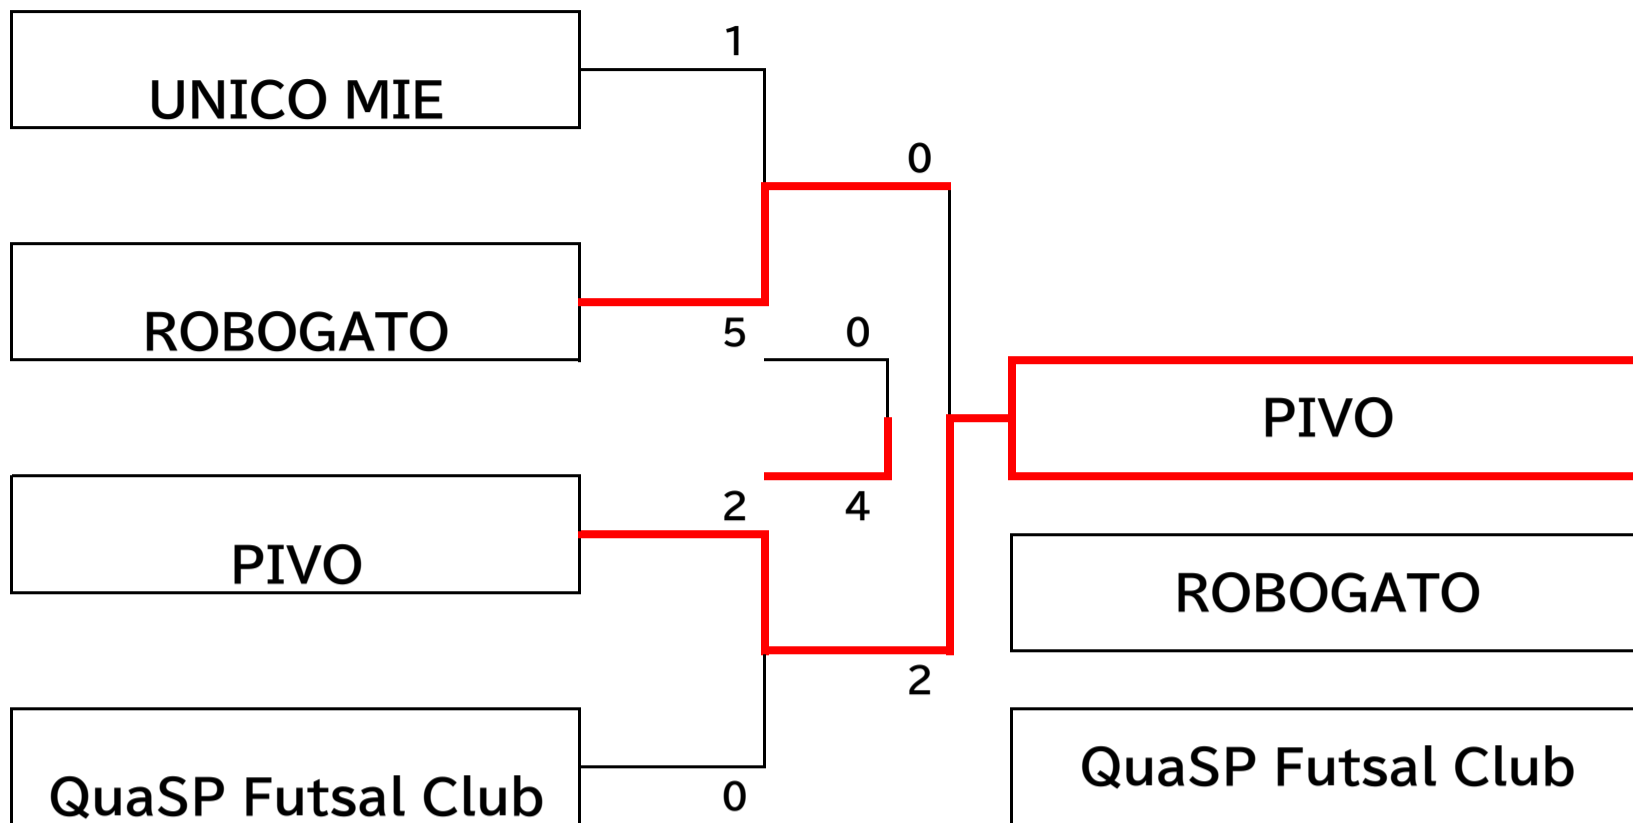 1
UNICO MIE
0
ROBOGATO
5
0
PIVO
2
4
ROBOGATO
PIVO
2
QuaSP Futsal Club
QuaSP Futsal Club
0